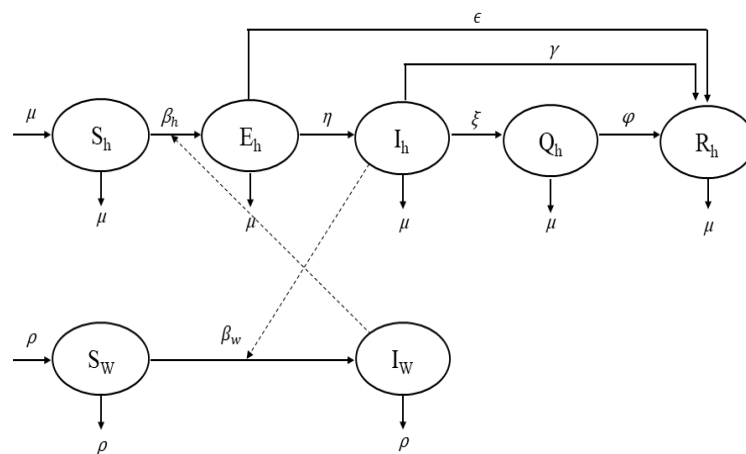 ϵ
γ
μ S_h β_h E_h η I_h ξ Q_h φ R_h
μ μ μ μ μ
ρ S_W β_w I_W
ρ ρ